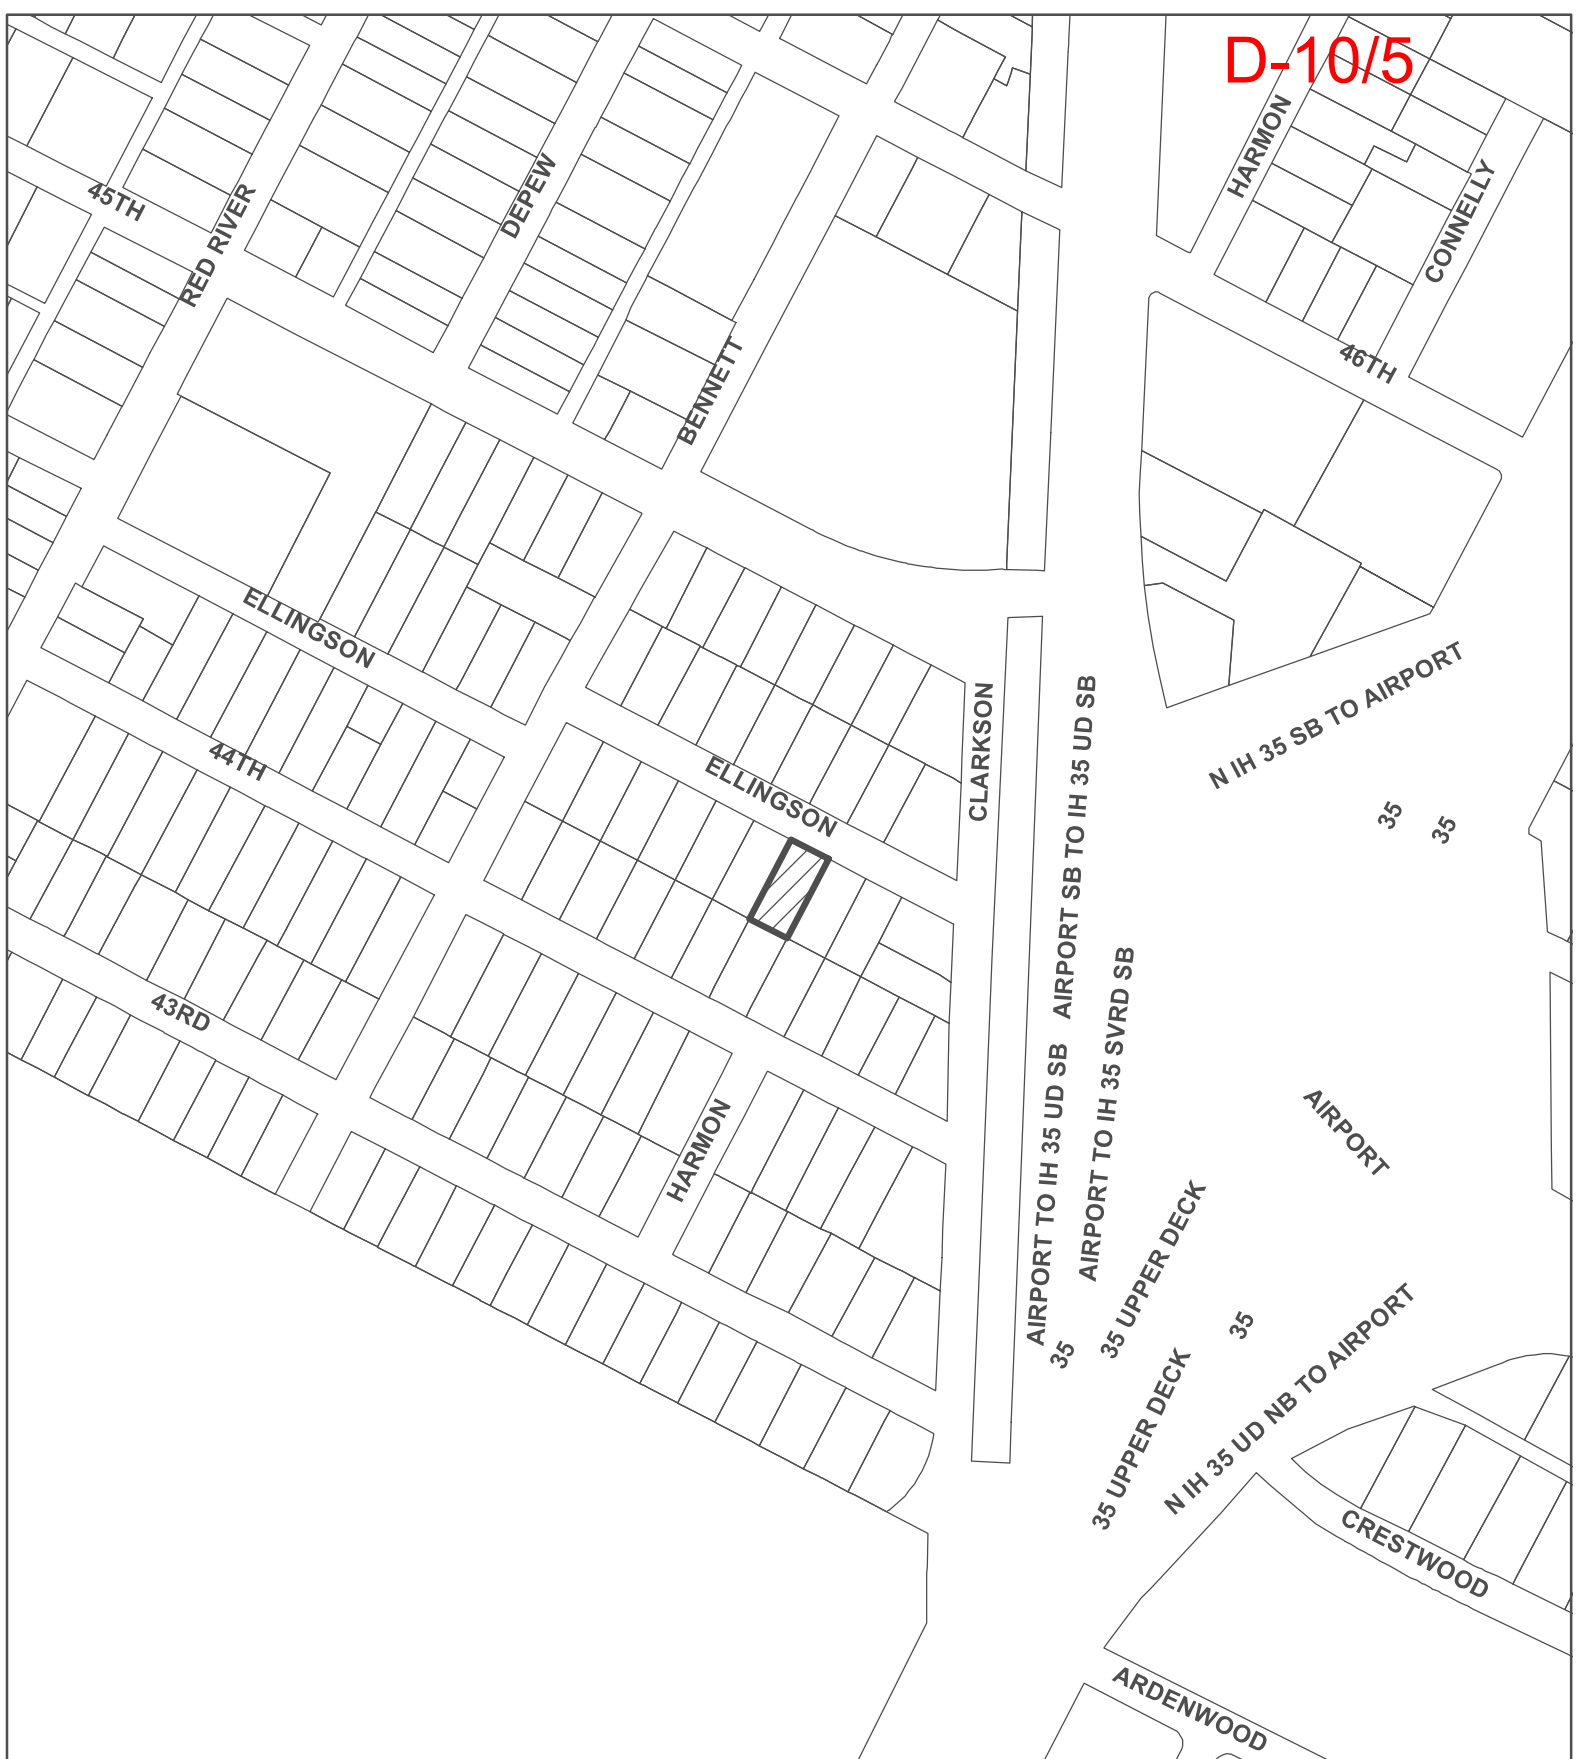 D-10/5
HARMON
45TH
RED RIVER
DEPEW
CONNELLY
BENNETT
46TH
ELLINGSON
44TH
ELLINGSON
CLARKSON
AIRPORT SB TO IH 35 UD SB
N IH 35 SB TO AIRPORT
35
35
43RD
AIRPORT TO IH 35 UD SB
AIRPORT TO IH 35 SVRD SB
AIRPORT
HARMON
35 UPPER DECK
35
35
35 UPPER DECK
N IH 35 UD NB TO AIRPORT
CRESTWOOD
ARDENWOOD